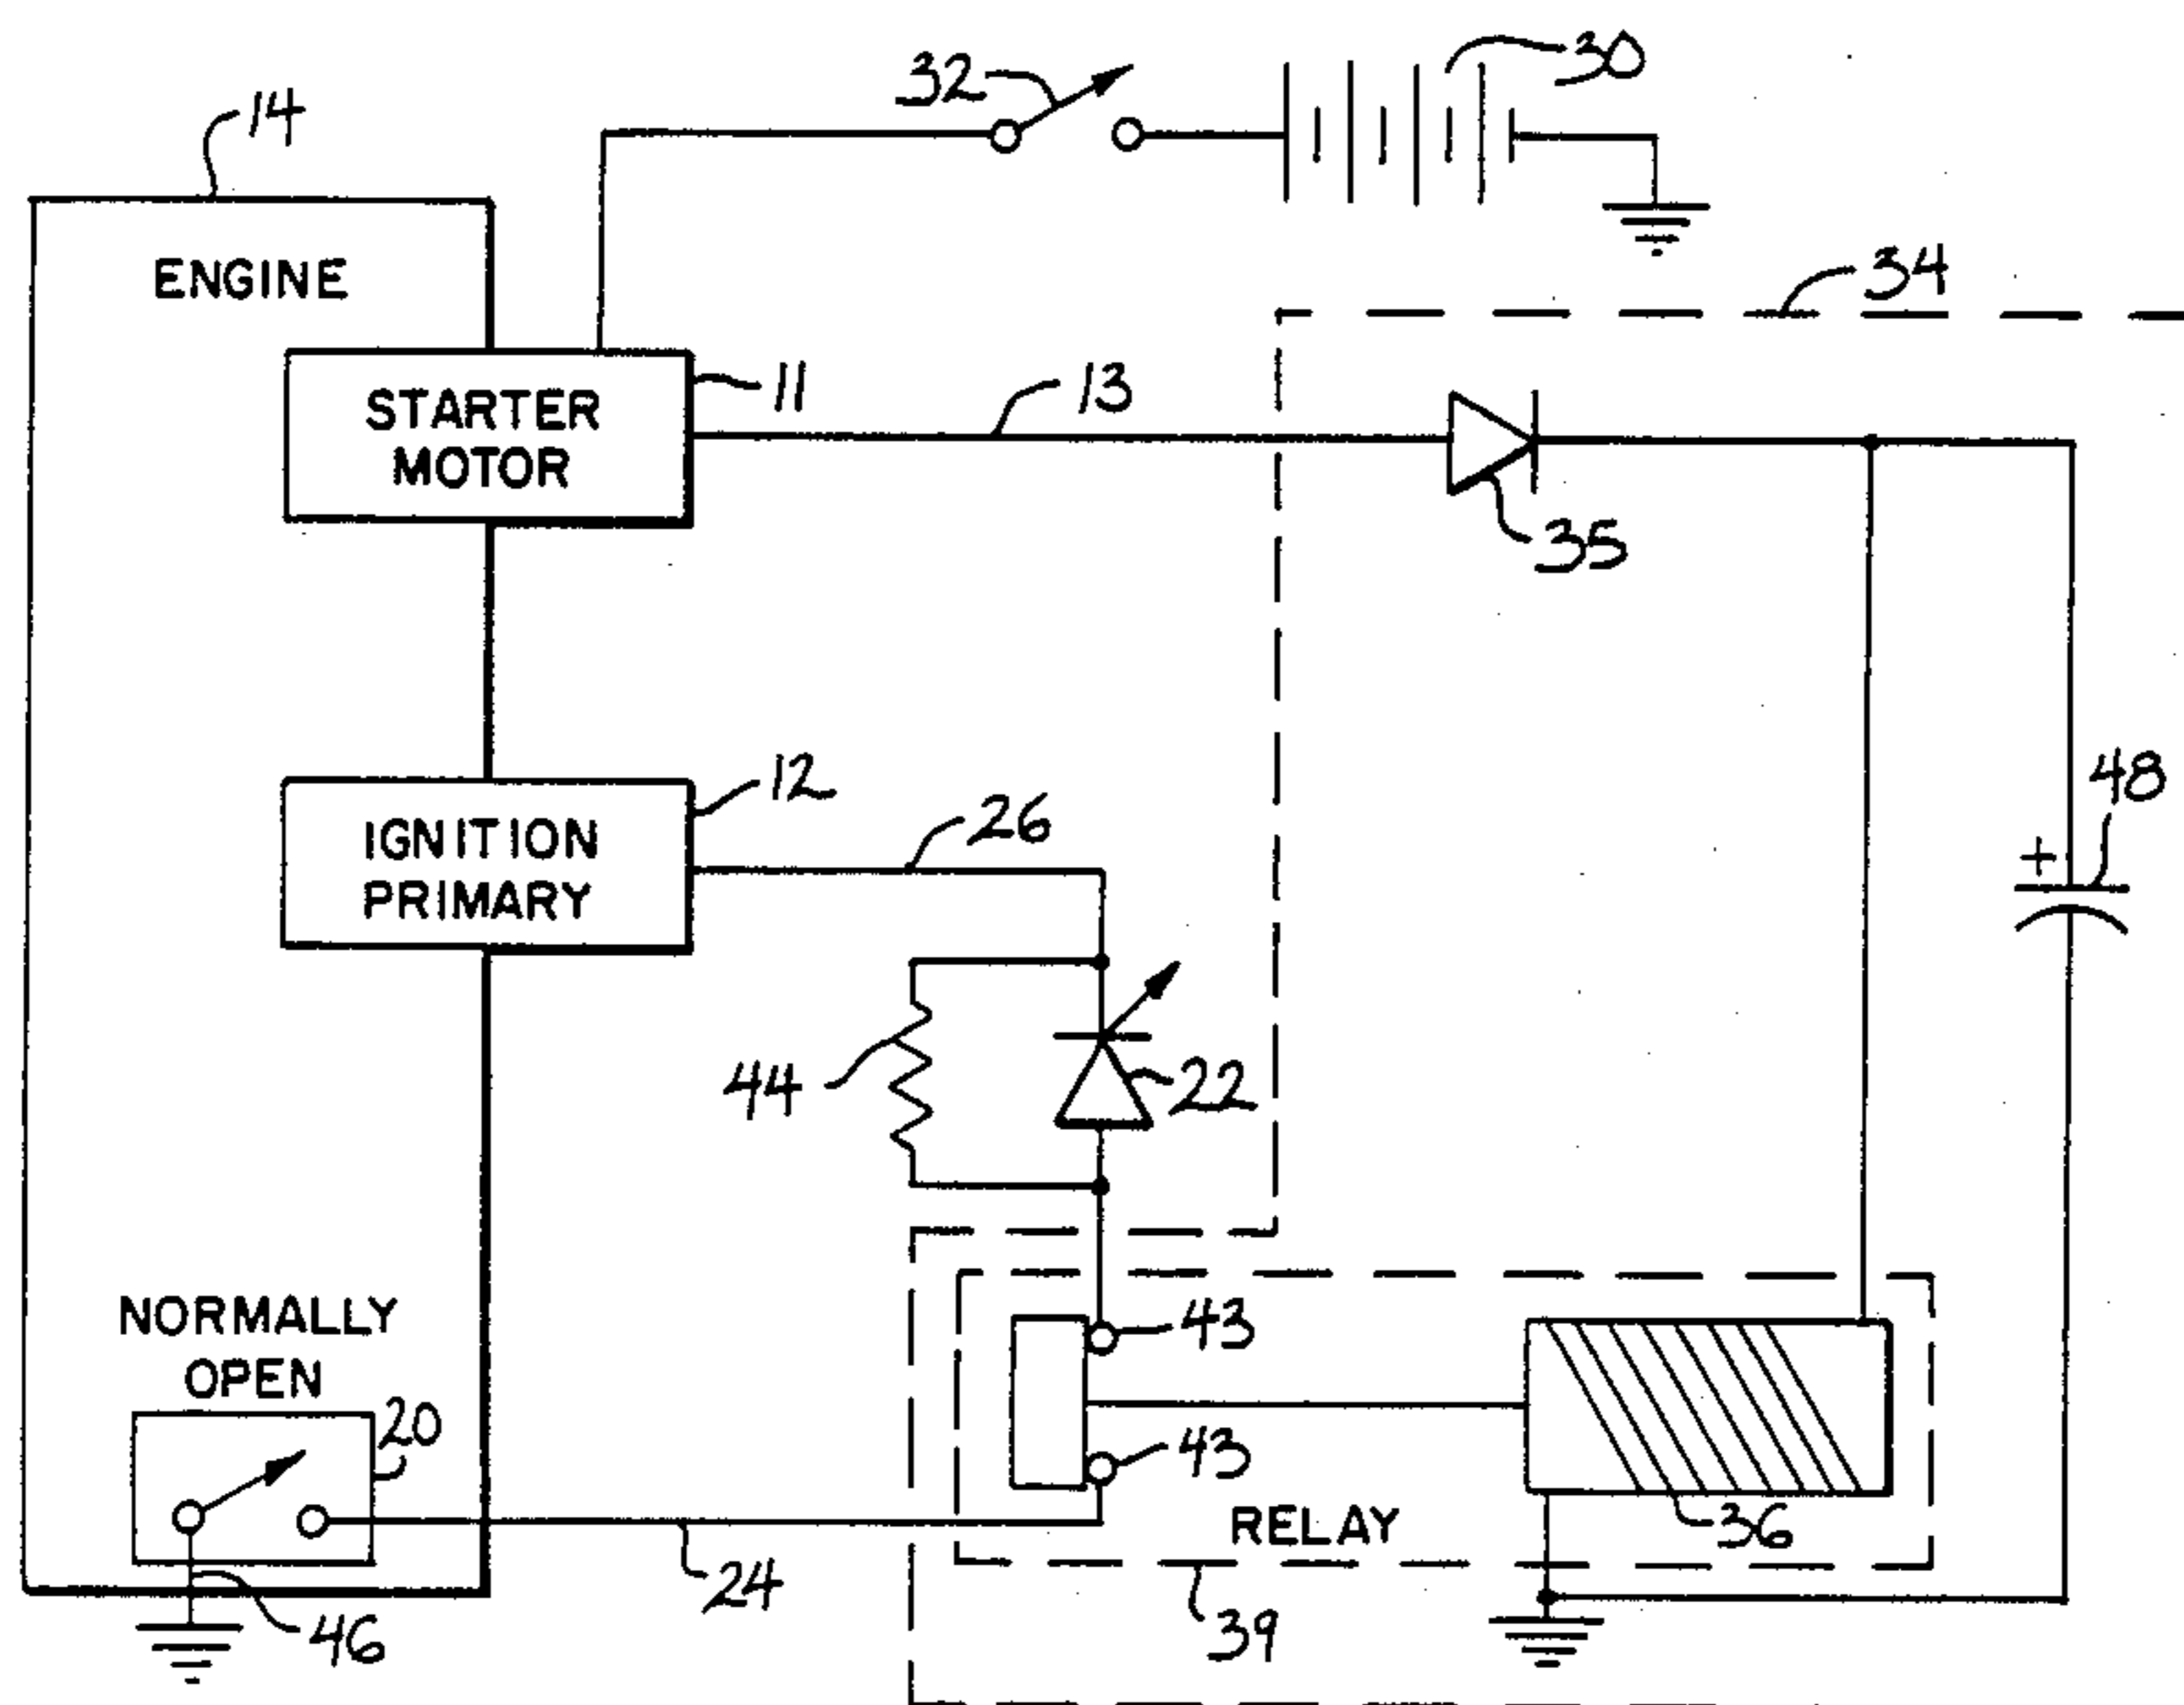 30
32
14
34
ENGINE
11
13
STARTER
MOTOR
35
12
48
26
+
IGNITION
PRIMARY
44
22
NORMALLY
OPEN
43
20
43
RELAY
36
24
39
46